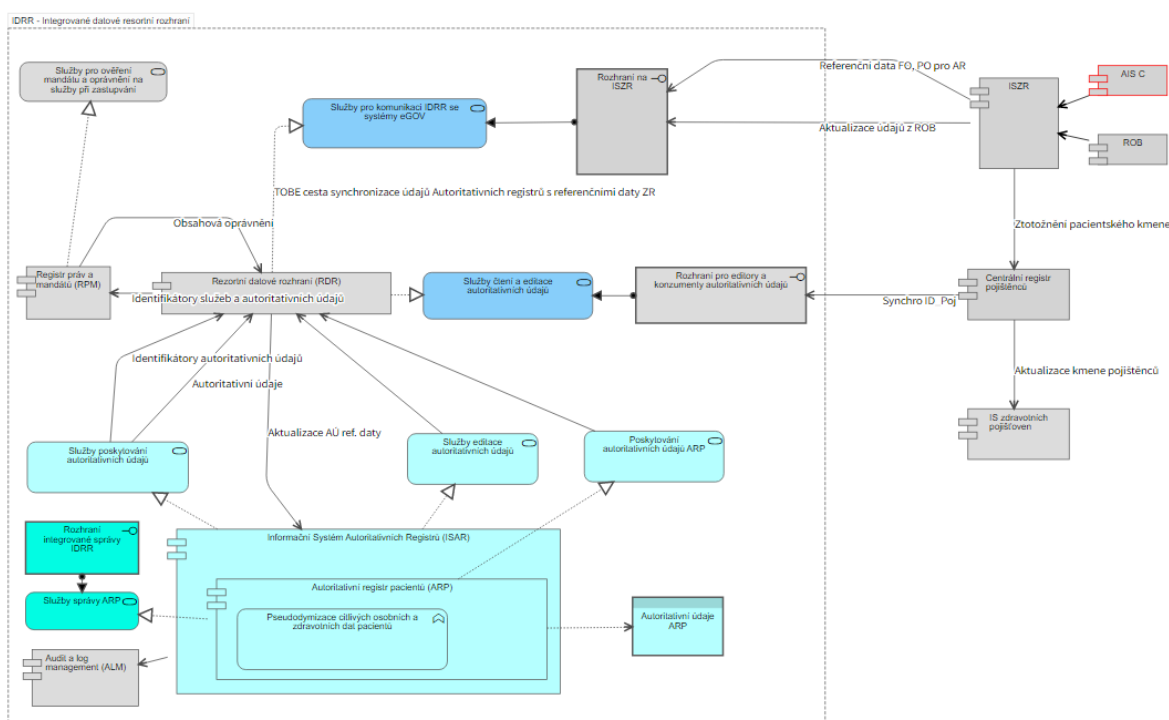 IDRR - Integrované datové resortní rozhraní
Služby pro ověření
mandátu a oprávnění na
služby při zastupvání
Služby pro komunikaci IDRR se
systémy eGOV
Rozhraní na
ISZR
Referenční data FO, PO pro AR
ISZR
AIS C
Aktualizace údajů z ROB
ROB
TOBE cesta synchronizace údajů Autoritativních registrů s referenčními daty ZR
Obsahová oprávnění
Ztotožnění pacientského kmene
Registr práv a
mandátů (RPM)
Rezortní datové rozhraní (RDR)
Identifikátory služeb a autoritativních údajů
Služby čtení a editace
autoritativních údajů
Rozhraní pro editory a
konzumenty autoritativních údajů
Synchro ID_Poj
Centrální registr
pojištěnců
Identifikátory autoritativních údajů
Autoritativní údaje
Aktualizace kmene pojištěnců
Aktualizace AÚ ref. daty
IS zdravotních
pojišťoven
Služby poskytování
autoritativních údajů
Služby editace
autoritativních údajů
Poskytování
autoritativních údajů ARP
Rozhraní
integrované správy
IDRR
Informační Systém Autoritativních Registrů (ISAR)
Autoritativní registr pacientů (ARP)
Služby správy ARP
Pseudodymizace citlivých osobních a
zdravotních dat pacientů
Autoritativní údaje
ARP
Audit a log
management (ALM)